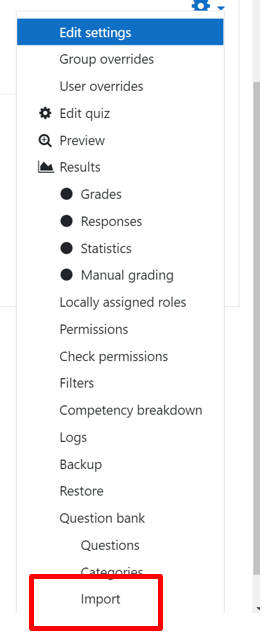 Edit settings
Group overrides
User overrides
Edit quiz
Preview
Results
Grades
Responses
Statistics
Manual grading
Locally assigned roles
Permissions
Check permissions
Filters
Competency breakdown
Logs
Backup
Restore
Question bank
Questions
Categories
Import